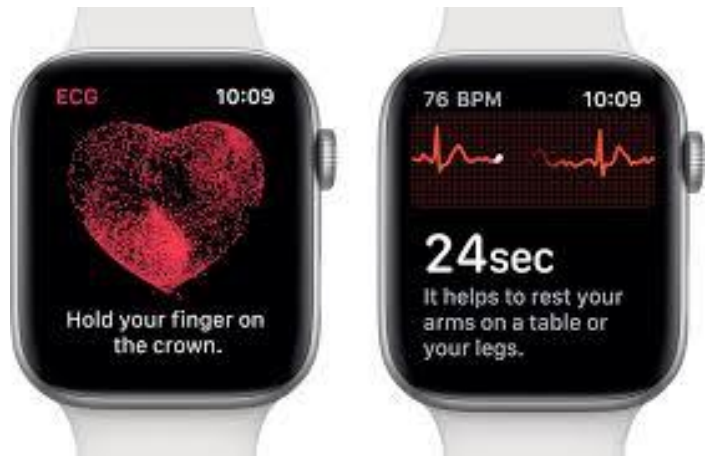 ECG 10:09
Hold your finger on
the crown.
76 BPM 10:09
24sec
It helps to rest your
arms on a table or
your legs.